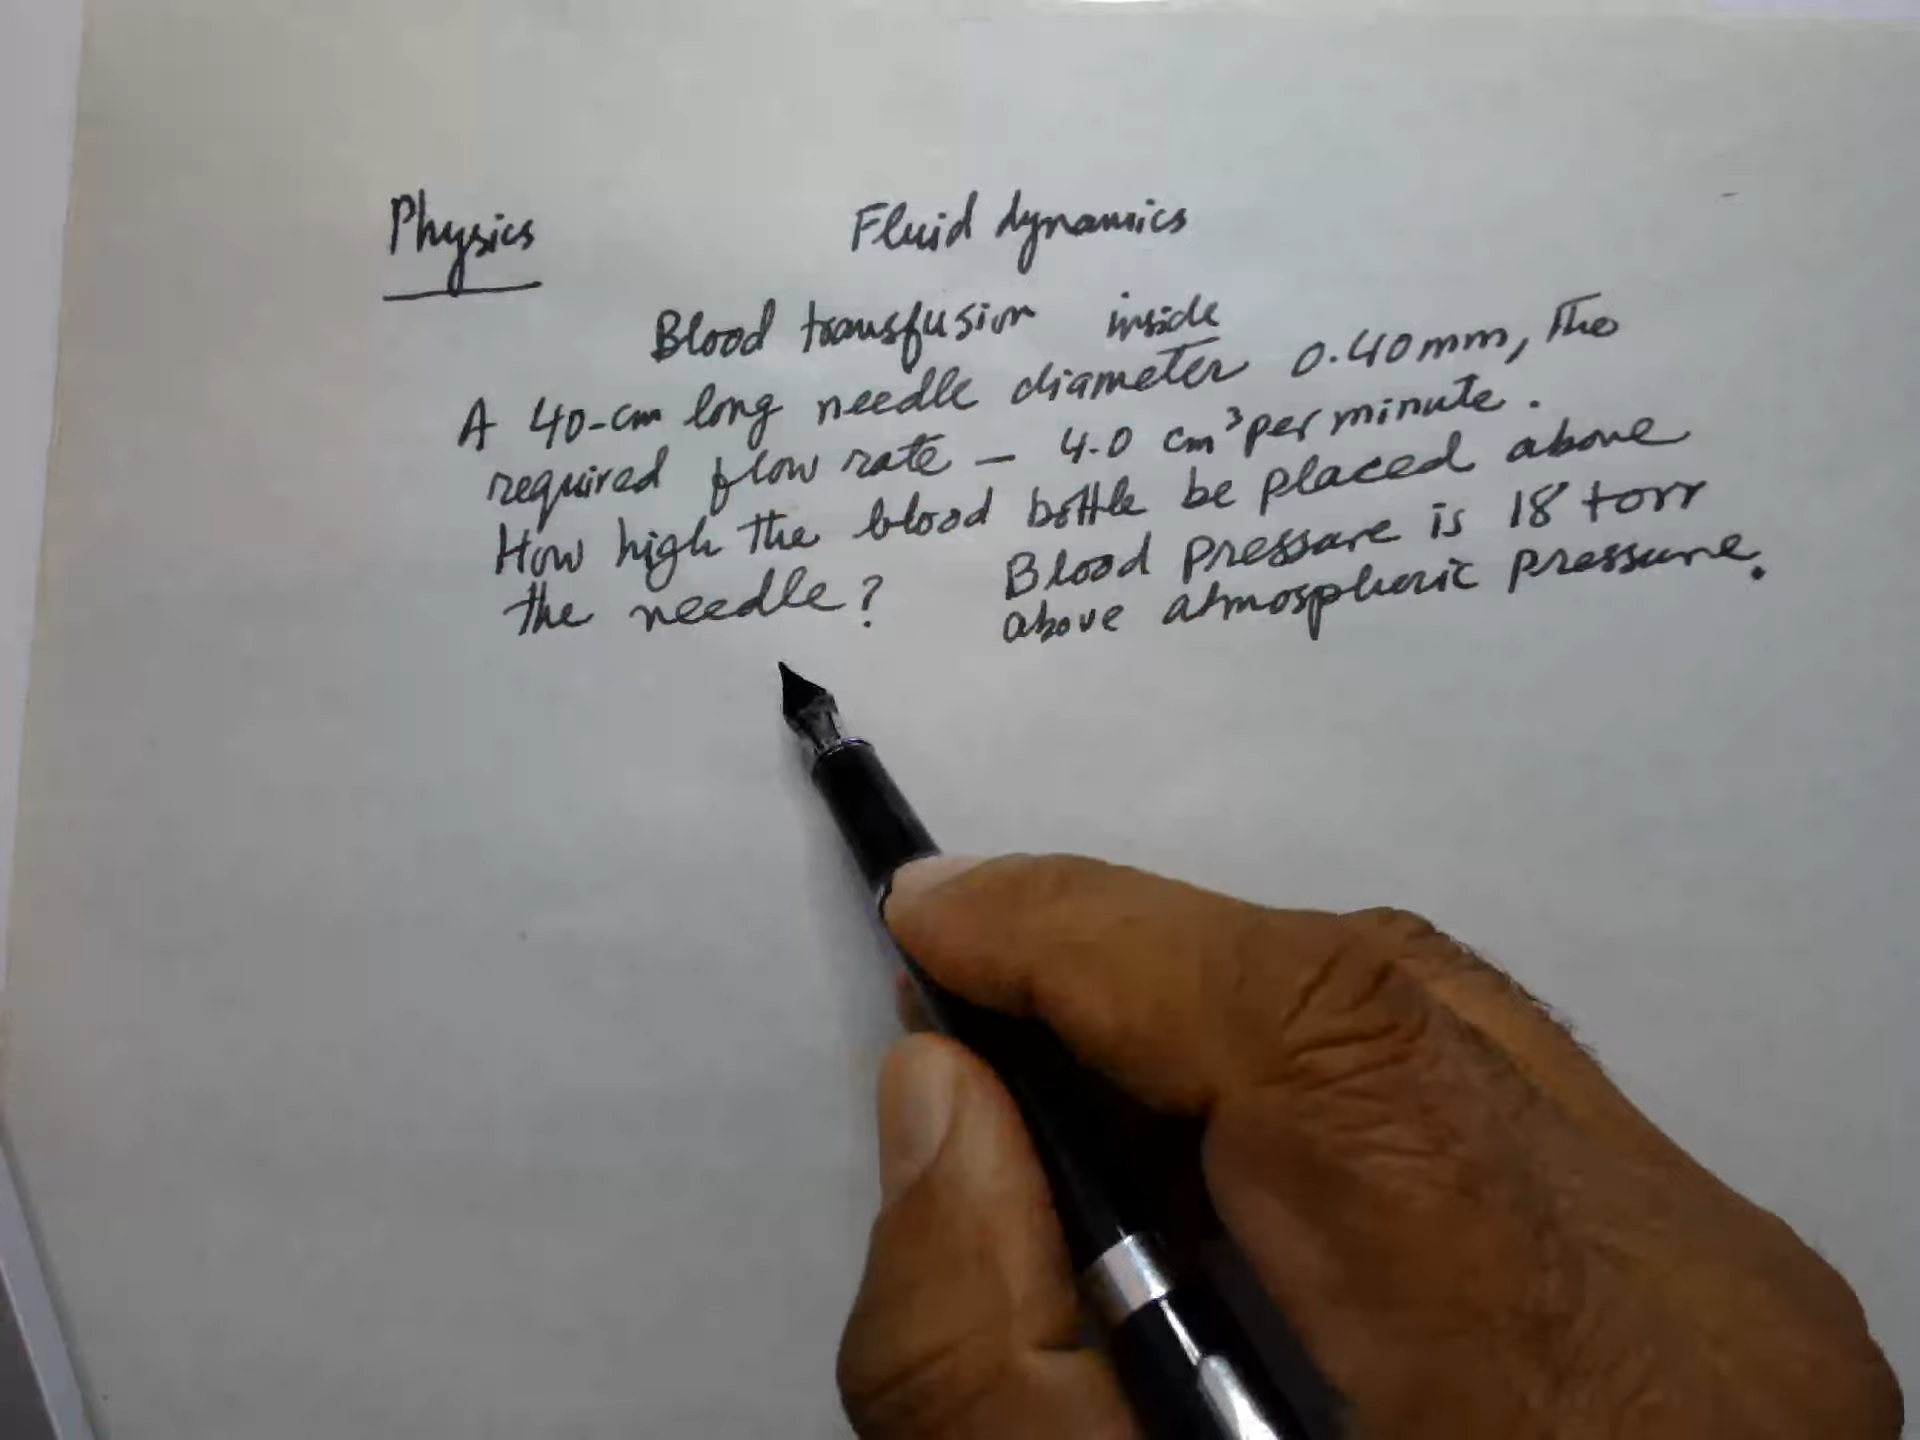 Physics Fluid dynamics
Blood transfusion inside
A 40-cm long needle diameter 0.40mm, The
required flow rate — 4.0 cm³ per minute.
How high the blood bottle be placed above
the needle? Blood pressure is 18 torr
above atmospheric pressure.